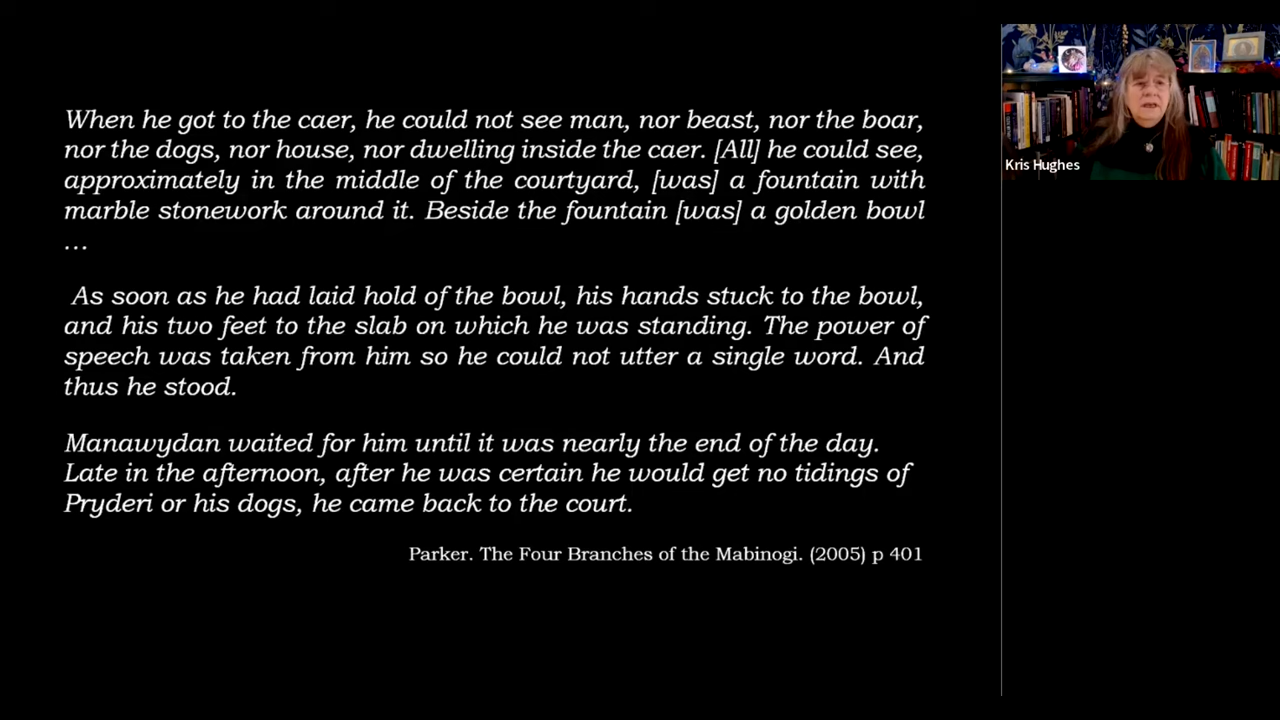 When he got to the caer, he could not see man, nor beast, nor the boar,
nor the dogs, nor house, nor dwelling inside the caer. [All] he could see,
approximately in the middle of the courtyard, [was] a fountain with
marble stonework around it. Beside the fountain [was] a golden bowl
…
As soon as he had laid hold of the bowl, his hands stuck to the bowl,
and his two feet to the slab on which he was standing. The power of
speech was taken from him so he could not utter a single word. And
thus he stood.
Manawydan waited for him until it was nearly the end of the day.
Late in the afternoon, after he was certain he would get no tidings of
Pryderi or his dogs, he came back to the court.
Parker. The Four Branches of the Mabinogi. (2005) p 401
Kris Hughes